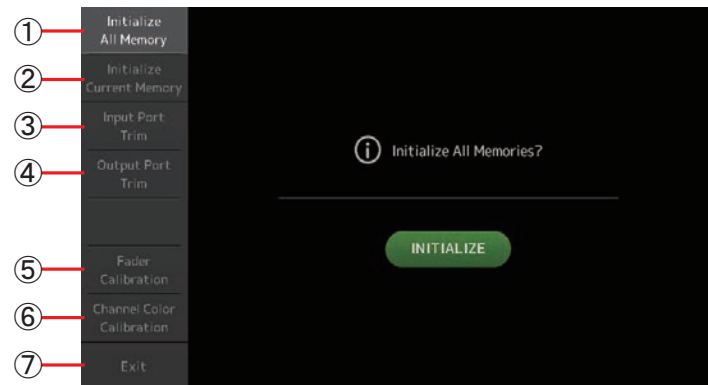 ①
Initialize
All Memory
②
Initialize
Current Memory
③
Input Port
Trim
④
Output Port
Trim
⑤
Fader
Calibration
⑥
Channel Color
Calibration
⑦
Exit
Initialize All Memories?
INITIALIZE